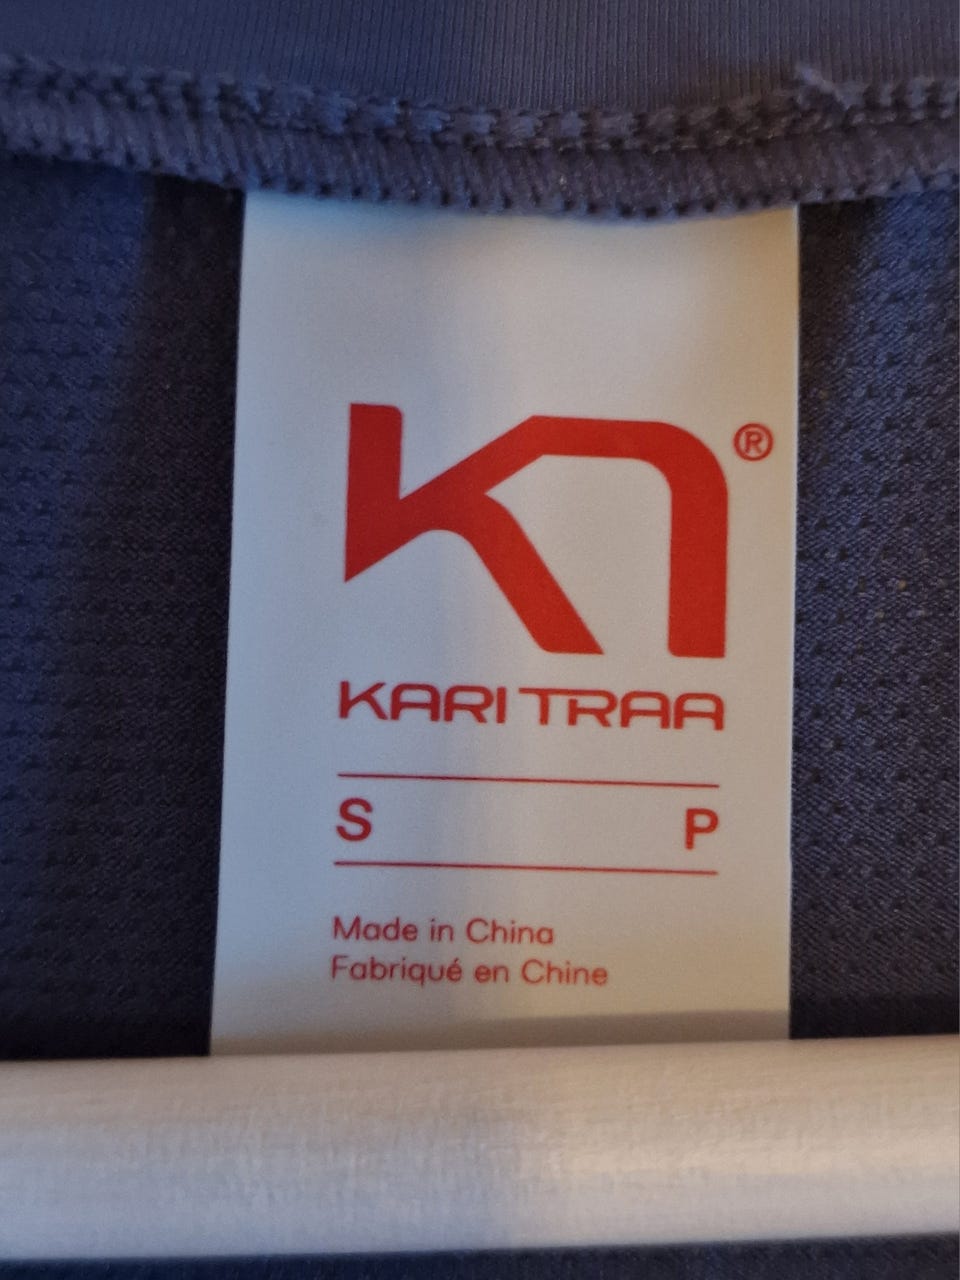 ®
KARI TRAA
S P
Made in China
Fabriqué en Chine